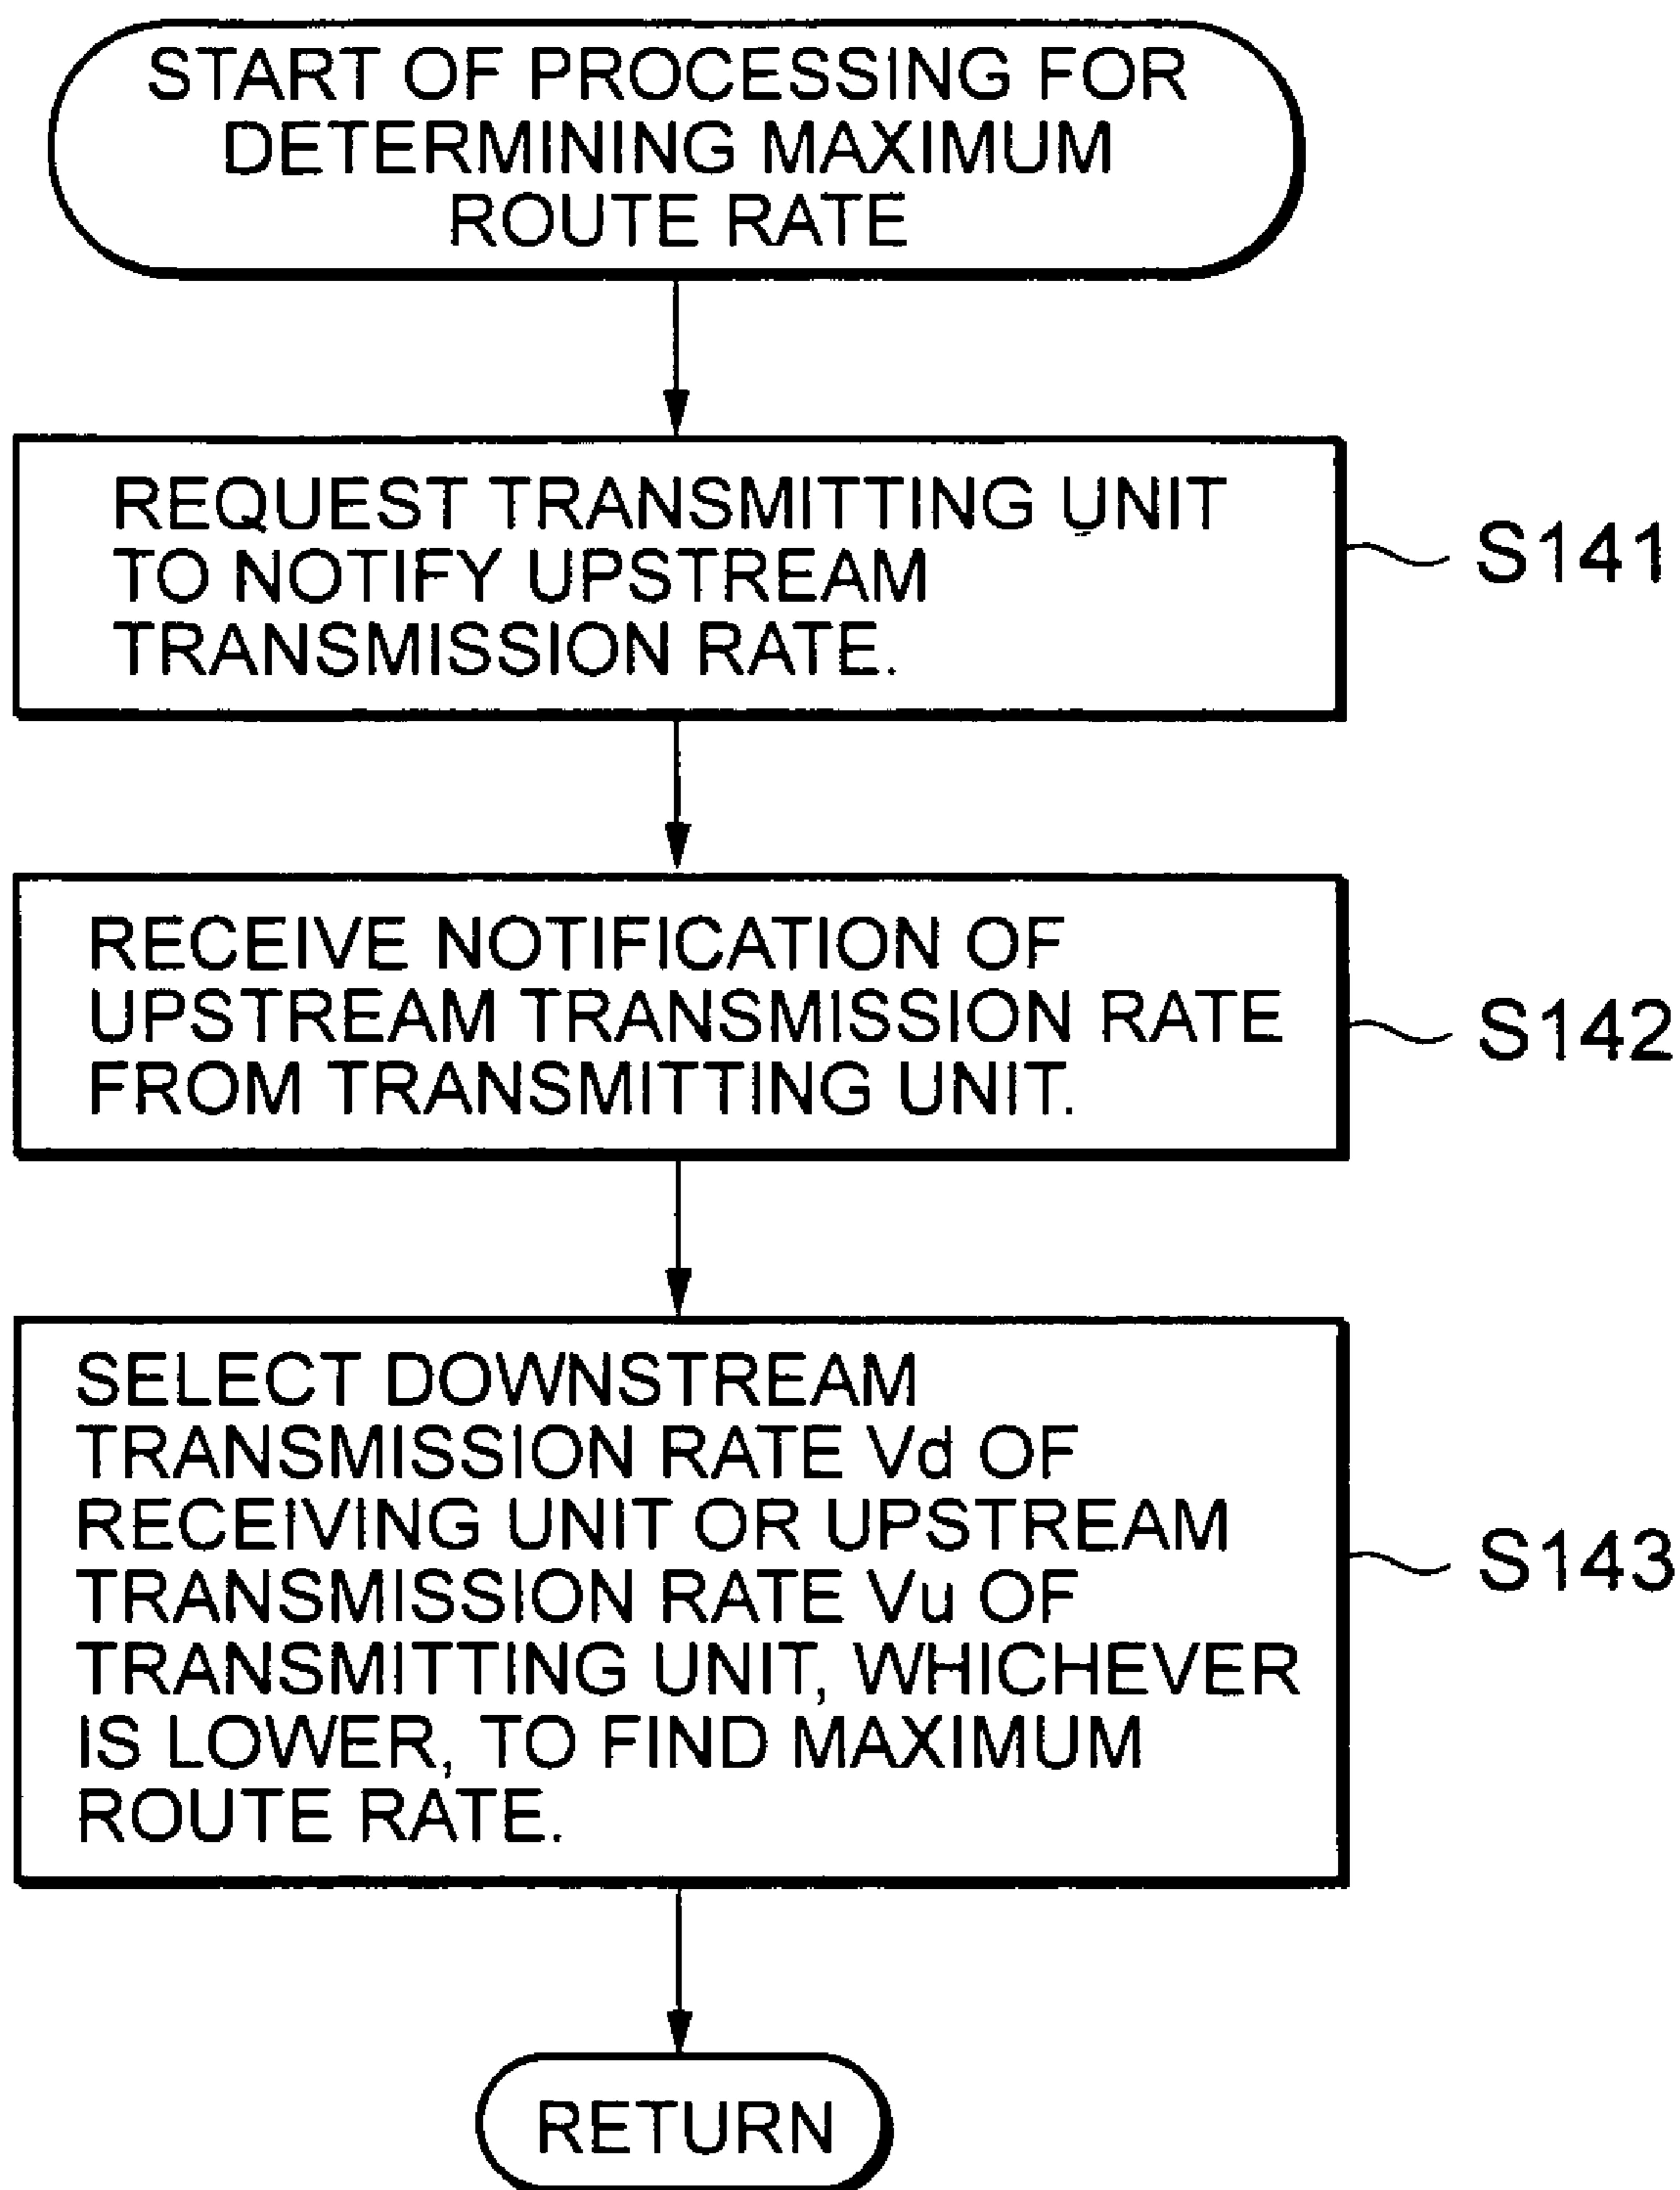 START OF PROCESSING FOR
DETERMINING MAXIMUM
ROUTE RATE
REQUEST TRANSMITTING UNIT
TO NOTIFY UPSTREAM
TRANSMISSION RATE.
S141
RECEIVE NOTIFICATION OF
UPSTREAM TRANSMISSION RATE
FROM TRANSMITTING UNIT.
S142
SELECT DOWNSTREAM
TRANSMISSION RATE Vd OF
RECEIVING UNIT OR UPSTREAM
TRANSMISSION RATE Vu OF
TRANSMITTING UNIT, WHICHEVER
IS LOWER, TO FIND MAXIMUM
ROUTE RATE.
S143
RETURN